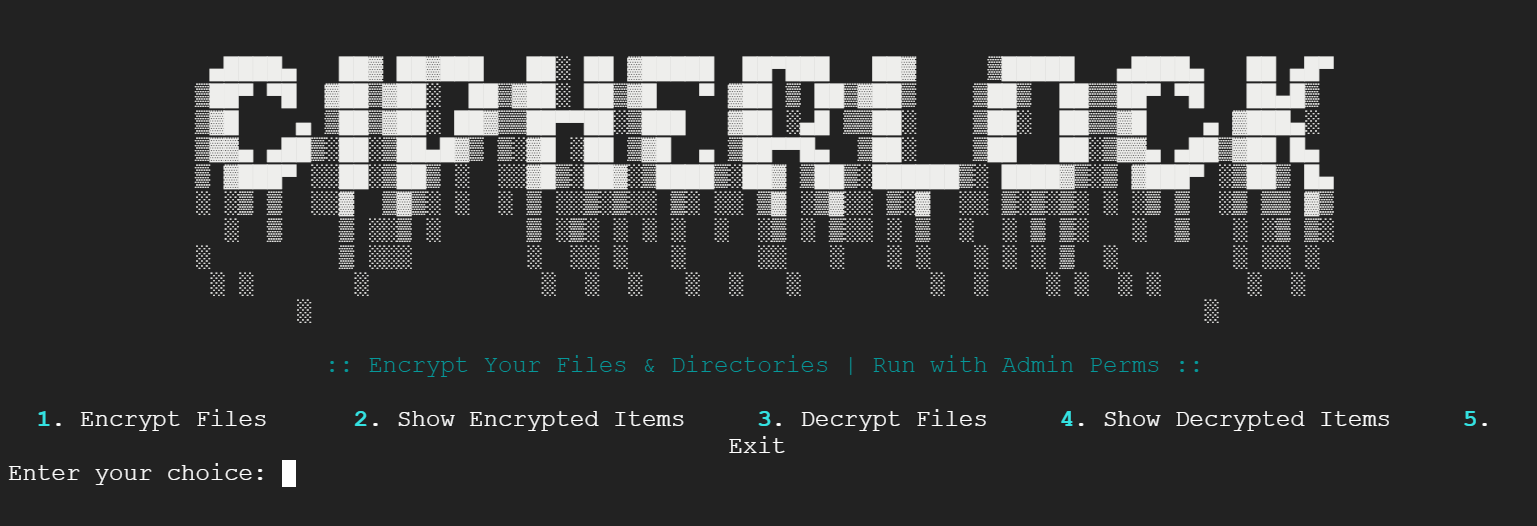 CIPHERLOCK
:: Encrypt Your Files & Directories | Run with Admin Perms ::
1. Encrypt Files 2. Show Encrypted Items 3. Decrypt Files 4. Show Decrypted Items 5.
Exit
Enter your choice: